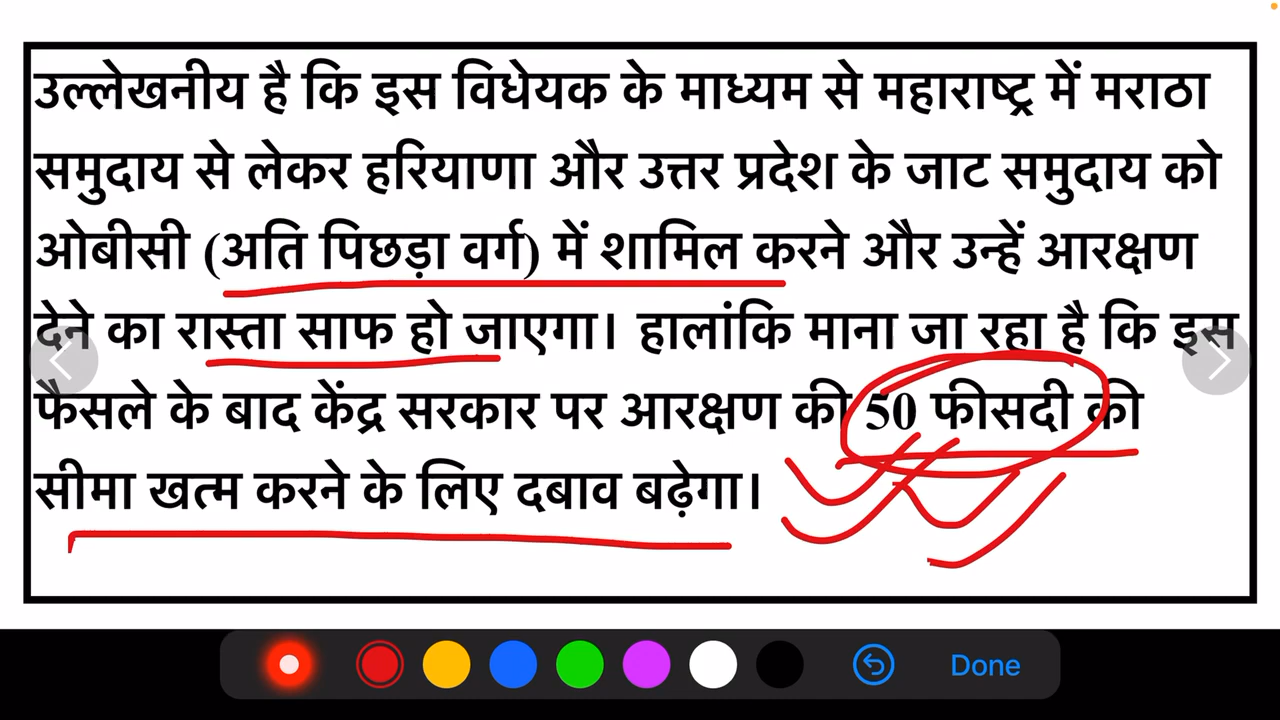 उल्लेखनीय है कि इस विधेयक के माध्यम से महाराष्ट्र में मराठा
समुदाय से लेकर हरियाणा और उत्तर प्रदेश के जाट समुदाय को
ओबीसी (अति पिछड़ा वर्ग) में शामिल करने और उन्हें आरक्षण
देने का रास्ता साफ हो जाएगा। हालांकि माना जा रहा है कि इस
फैसले के बाद केंद्र सरकार पर आरक्षण की 50 फीसदी की
सीमा खत्म करने के लिए दबाव बढ़ेगा।
Done